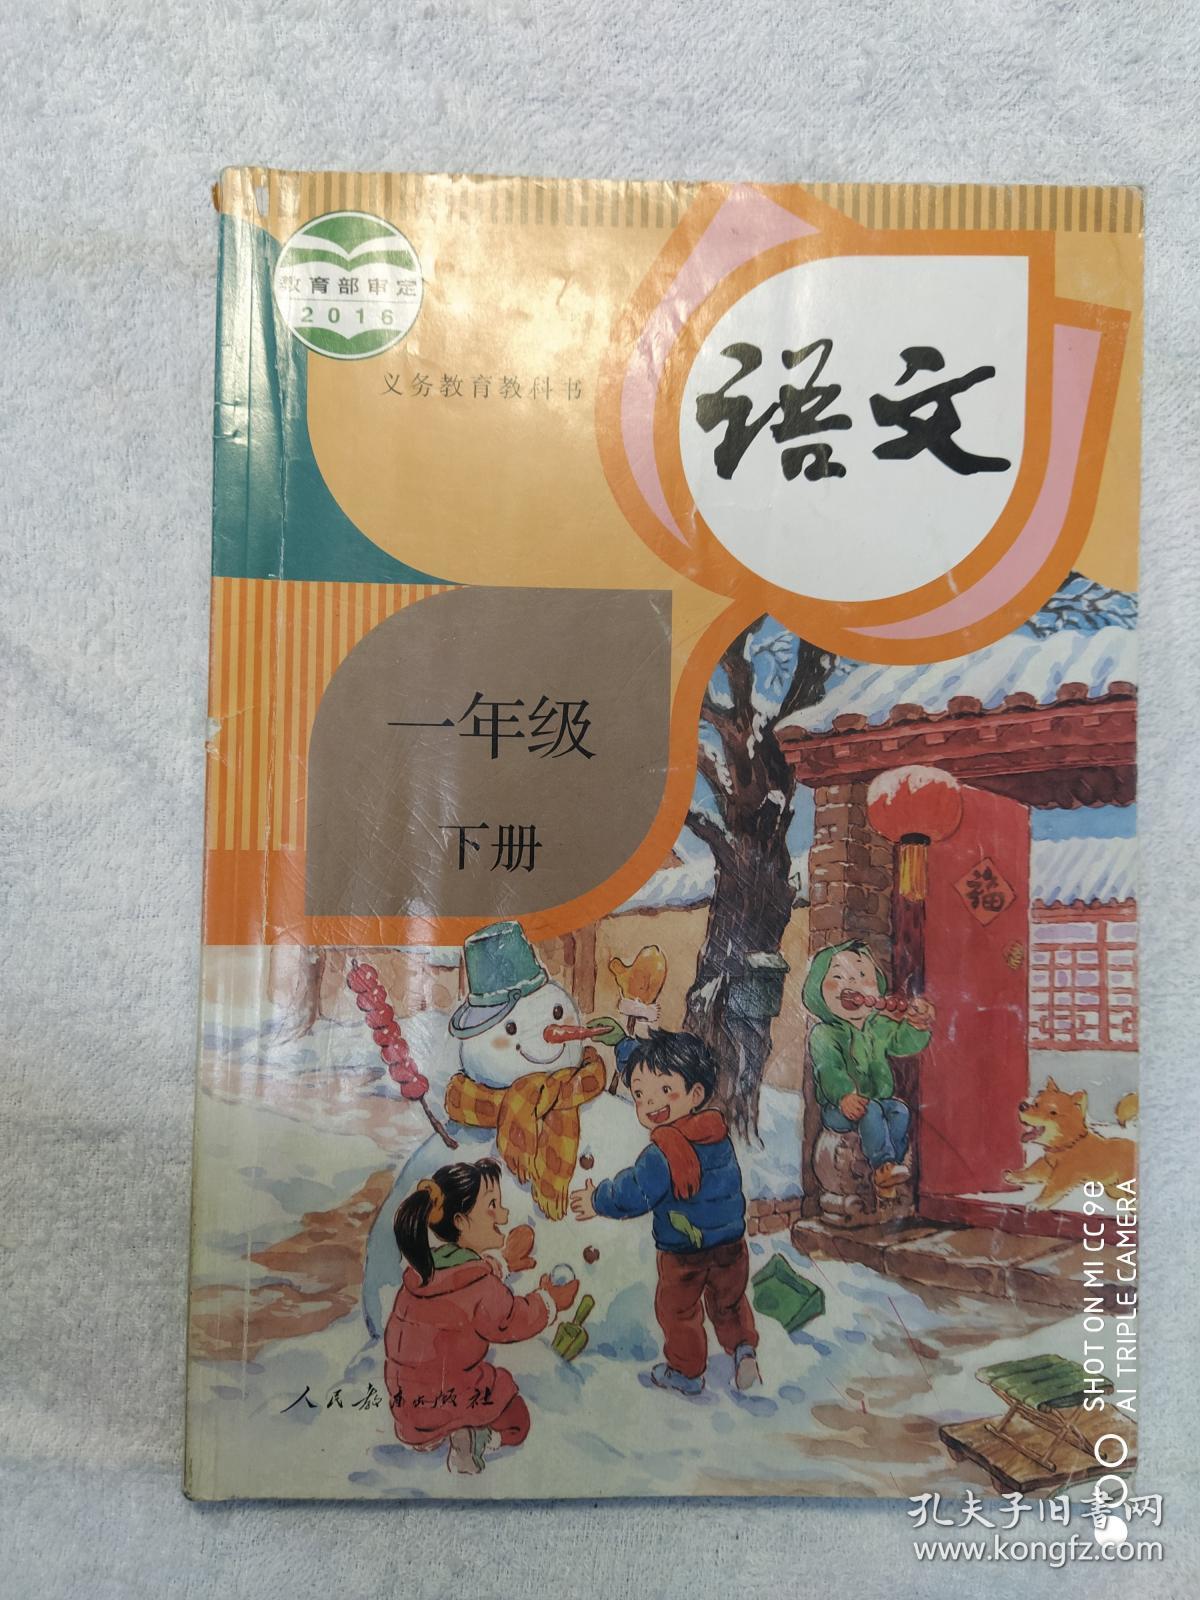 教育部审定
2016
义务教育教科书
语文
一年级
下册
福
人民教育出版社
SHOT ON MI CC9e
AI TRIPLE CAMERA
孔夫子旧书网
www.kongfz.com